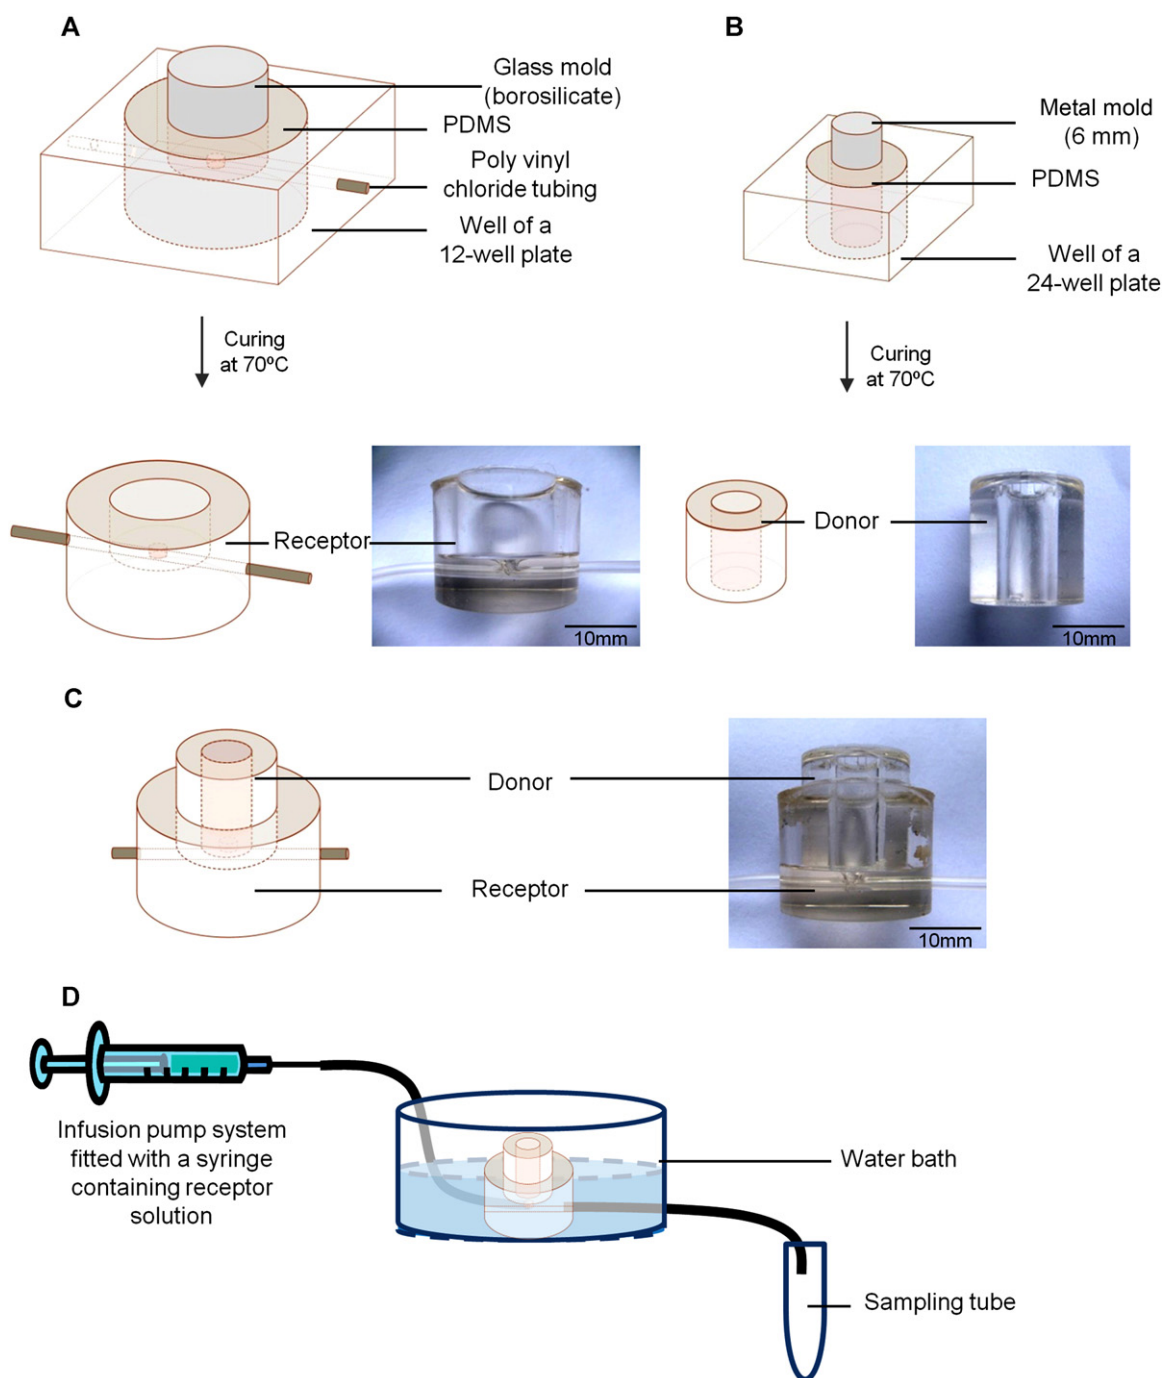 A
Glass mold
(borosilicate)
PDMS
Poly vinyl
chloride tubing
Well of a
12-well plate
Curing
at 70ºC
Receptor
10mm
B
Metal mold
(6 mm)
PDMS
Well of a
24-well plate
Curing
at 70ºC
Donor
10mm
C
Donor
Receptor
10mm
D
Infusion pump system
fitted with a syringe
containing receptor
solution
Water bath
Sampling tube